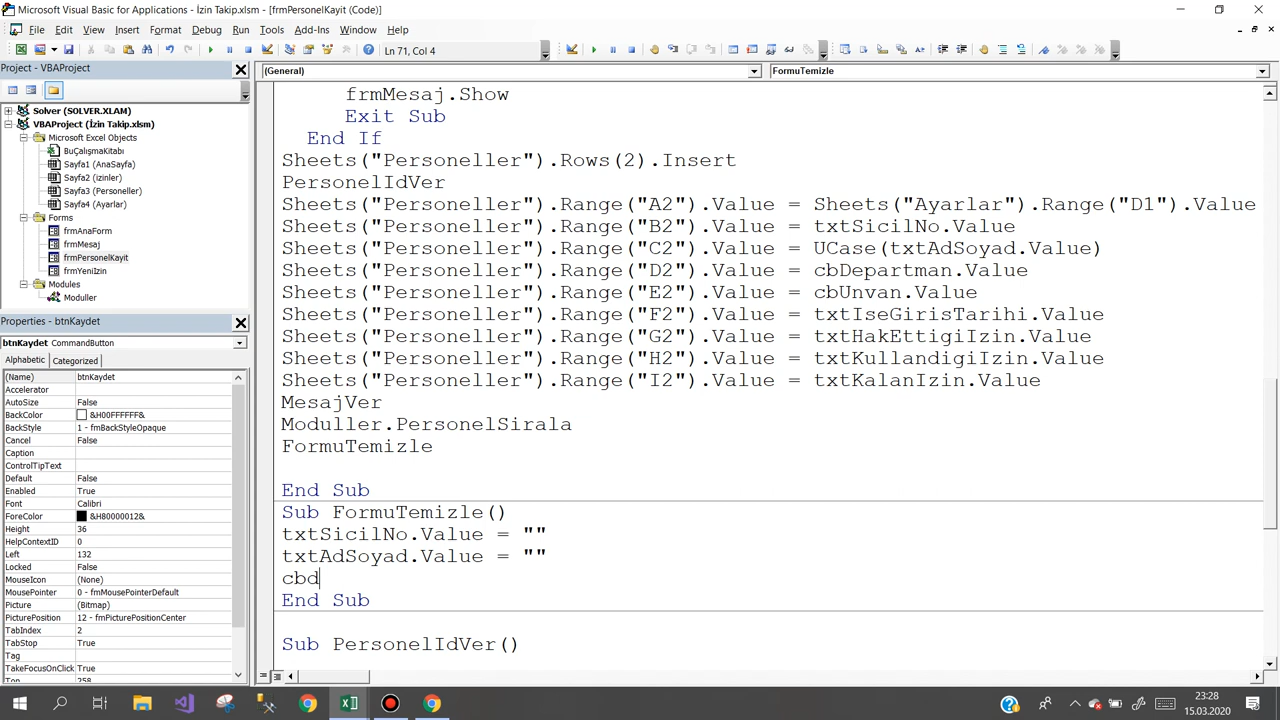 Microsoft Visual Basic for Applications - İzin Takip.xlsm - [frmPersonelKayit (Code)]
File Edit View Insert Format Debug Run Tools Add-Ins Window Help
Ln 71, Col 4
Project - VBAProject
(General)
FormuTemizle
Solver (SOLVER.XLAM)
VBAProject (İzin Takip.xlsm)
Microsoft Excel Objects
BuÇalışmaKitabı
Sayfa1 (AnaSayfa)
Sayfa2 (izinler)
Sayfa3 (Personeller)
Sayfa4 (Ayarlar)
Forms
frmAnaForm
frmMesaj
frmPersonelKayit
frmYeniIzin
Modules
Moduller
Properties - btnKaydet
btnKaydet CommandButton
Alphabetic Categorized
(Name) btnKaydet
Accelerator
AutoSize False
BackColor &H00FFFFFF&
BackStyle 1 - fmBackStyleOpaque
Cancel False
Caption
ControlTipText
Default False
Enabled True
Font Calibri
ForeColor &H80000012&
Height 36
HelpContextID 0
Left 132
Locked False
MouseIcon (None)
MousePointer 0 - fmMousePointerDefault
Picture (Bitmap)
PicturePosition 12 - fmPicturePositionCenter
TabIndex 2
TabStop True
Tag
TakeFocusOnClick True
Top 258
frmMesaj.Show
Exit Sub
End If
Sheets("Personeller").Rows(2).Insert
PersonelIdVer
Sheets("Personeller").Range("A2").Value = Sheets("Ayarlar").Range("D1").Value
Sheets("Personeller").Range("B2").Value = txtSicilNo.Value
Sheets("Personeller").Range("C2").Value = UCase(txtAdSoyad.Value)
Sheets("Personeller").Range("D2").Value = cbDepartman.Value
Sheets("Personeller").Range("E2").Value = cbUnvan.Value
Sheets("Personeller").Range("F2").Value = txtIseGirisTarihi.Value
Sheets("Personeller").Range("G2").Value = txtHakEttigiIzin.Value
Sheets("Personeller").Range("H2").Value = txtKullandigiIzin.Value
Sheets("Personeller").Range("I2").Value = txtKalanIzin.Value
MesajVer
Moduller.PersonelSirala
FormuTemizle
End Sub
Sub FormuTemizle()
txtSicilNo.Value = ""
txtAdSoyad.Value = ""
cbd
End Sub
Sub PersonelIdVer()
23:28
15.03.2020